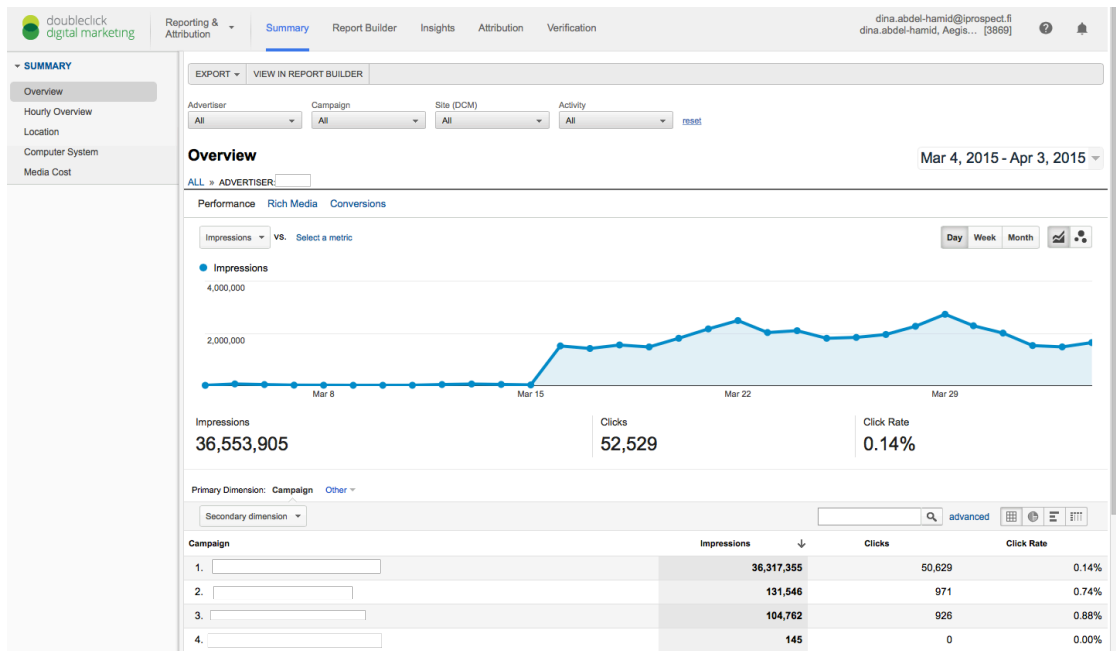 doubleclick
digital marketing
Reporting &
Attribution
Summary
Report Builder
Insights
Attribution
Verification
dina.abdel-hamid@iprospect.fi
dina.abdel-hamid, Aegis... [3869]
SUMMARY
Overview
Hourly Overview
Location
Computer System
Media Cost
EXPORT
VIEW IN REPORT BUILDER
Advertiser
Campaign
Site (DCM)
Activity
All
All
All
All
reset
Overview
Mar 4, 2015 - Apr 3, 2015
ALL » ADVERTISER:
Performance
Rich Media
Conversions
Impressions
VS.
Select a metric
Day
Week
Month
Impressions
4,000,000
2,000,000
Mar 8
Mar 15
Mar 22
Mar 29
Impressions
Clicks
Click Rate
36,553,905
52,529
0.14%
Primary Dimension: Campaign
Other
Secondary dimension
advanced
Campaign
Impressions
Clicks
Click Rate
1. 36,317,355 50,629 0.14%
2. 131,546 971 0.74%
3. 104,762 926 0.88%
4. 145 0 0.00%